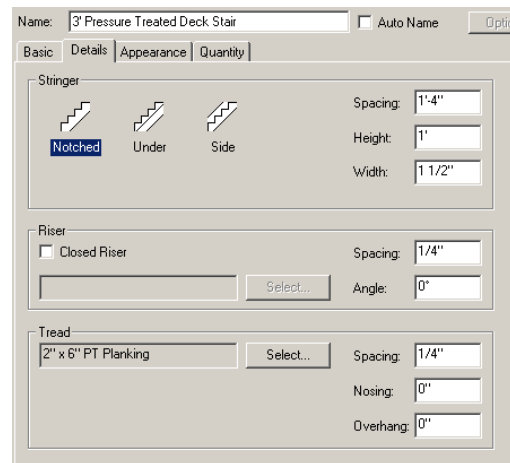 Name: 3' Pressure Treated Deck Stair Auto Name Optio
Basic Details Appearance Quantity
Stringer
Spacing: 1'-4"
Notched Under Side
Height: 1'
Width: 1 1/2"
Riser
Closed Riser Spacing: 1/4"
Select... Angle: 0°
Tread
2" x 6" PT Planking Select... Spacing: 1/4"
Nosing: 0"
Overhang: 0"